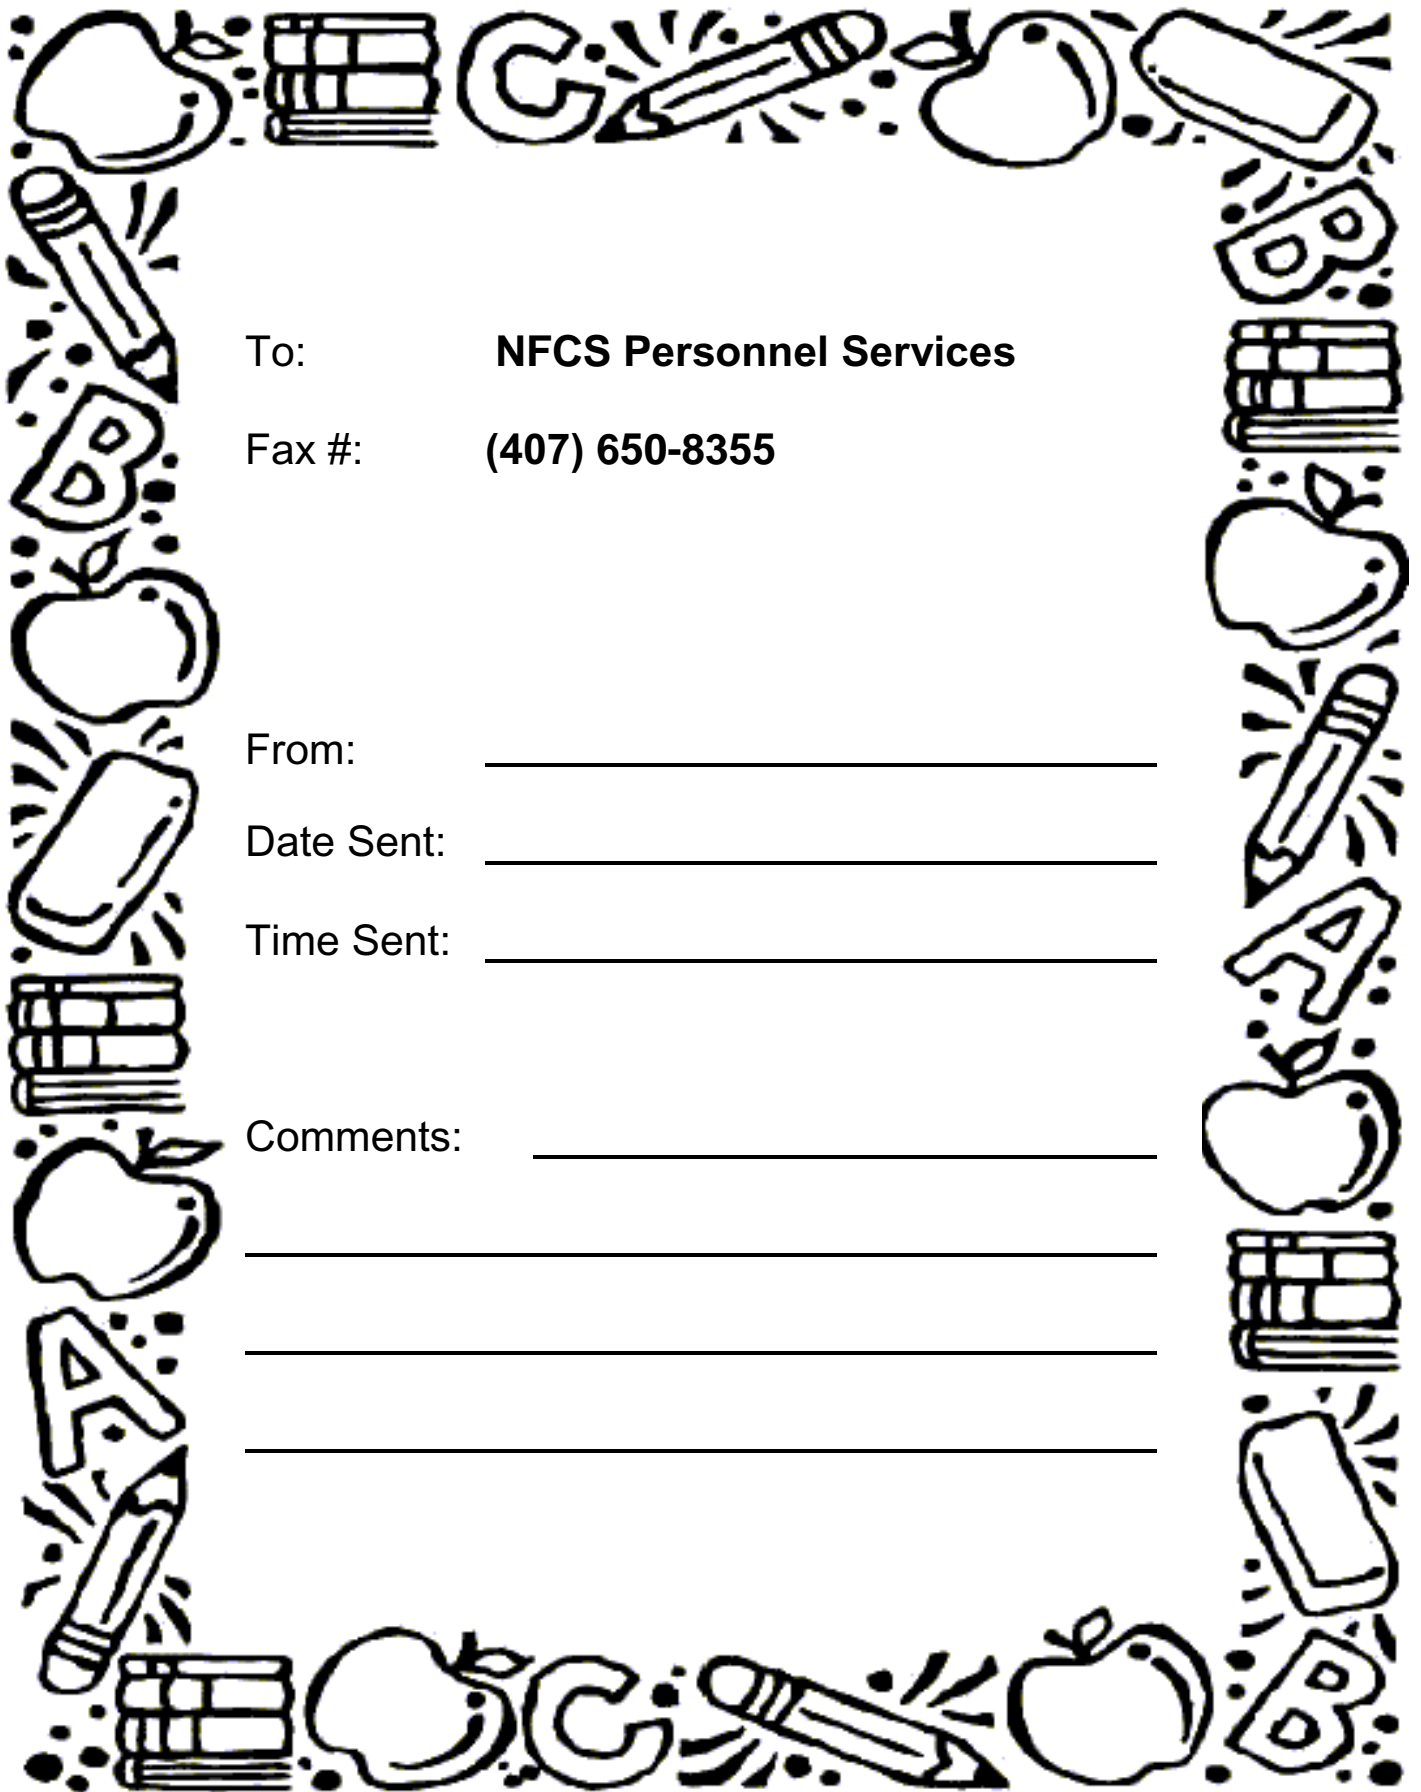 C
B
To: NFCS Personnel Services
Fax #: (407) 650-8355
B
From:
Date Sent:
Time Sent:
A
Comments:
A
C
B